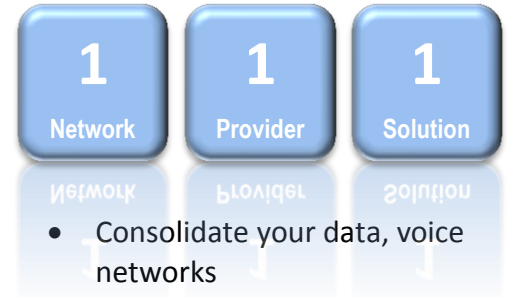 1 1 1
Network Provider Solution
• Consolidate your data, voice
networks